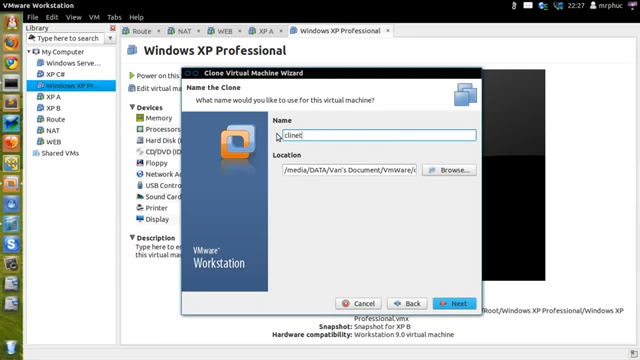 VMware Workstation
22:27
mrphuc
File Edit View VM Tabs Help
Library
Type here to search
Route
NAT
WEB
XP A
Windows XP Professional
My Computer
Windows Serve...
XP C#
Windows XP Pr...
XP A
XP B
Route
NAT
WEB
Shared VMs
Windows XP Professional
Power on this
Edit virtual
Devices
Memory
Processors
Hard Disk
CD/DVD (ID
Floppy
Network A
USB Contro
Sound Car
Printer
Display
Description
Type here to er
this virtual ma
Clone Virtual Machine Wizard
Name the Clone
What name would you like to use for this virtual machine?
VMware
Workstation
Name
clinet
Location
/media/DATA/Van's Document/VmWare/c
Browse...
Cancel
Back
Next
Root/Windows XP Professional/Windows XP
Professional.vmx
Snapshot: Snapshot for XP B
Hardware compatibility: Workstation 9.0 virtual machine